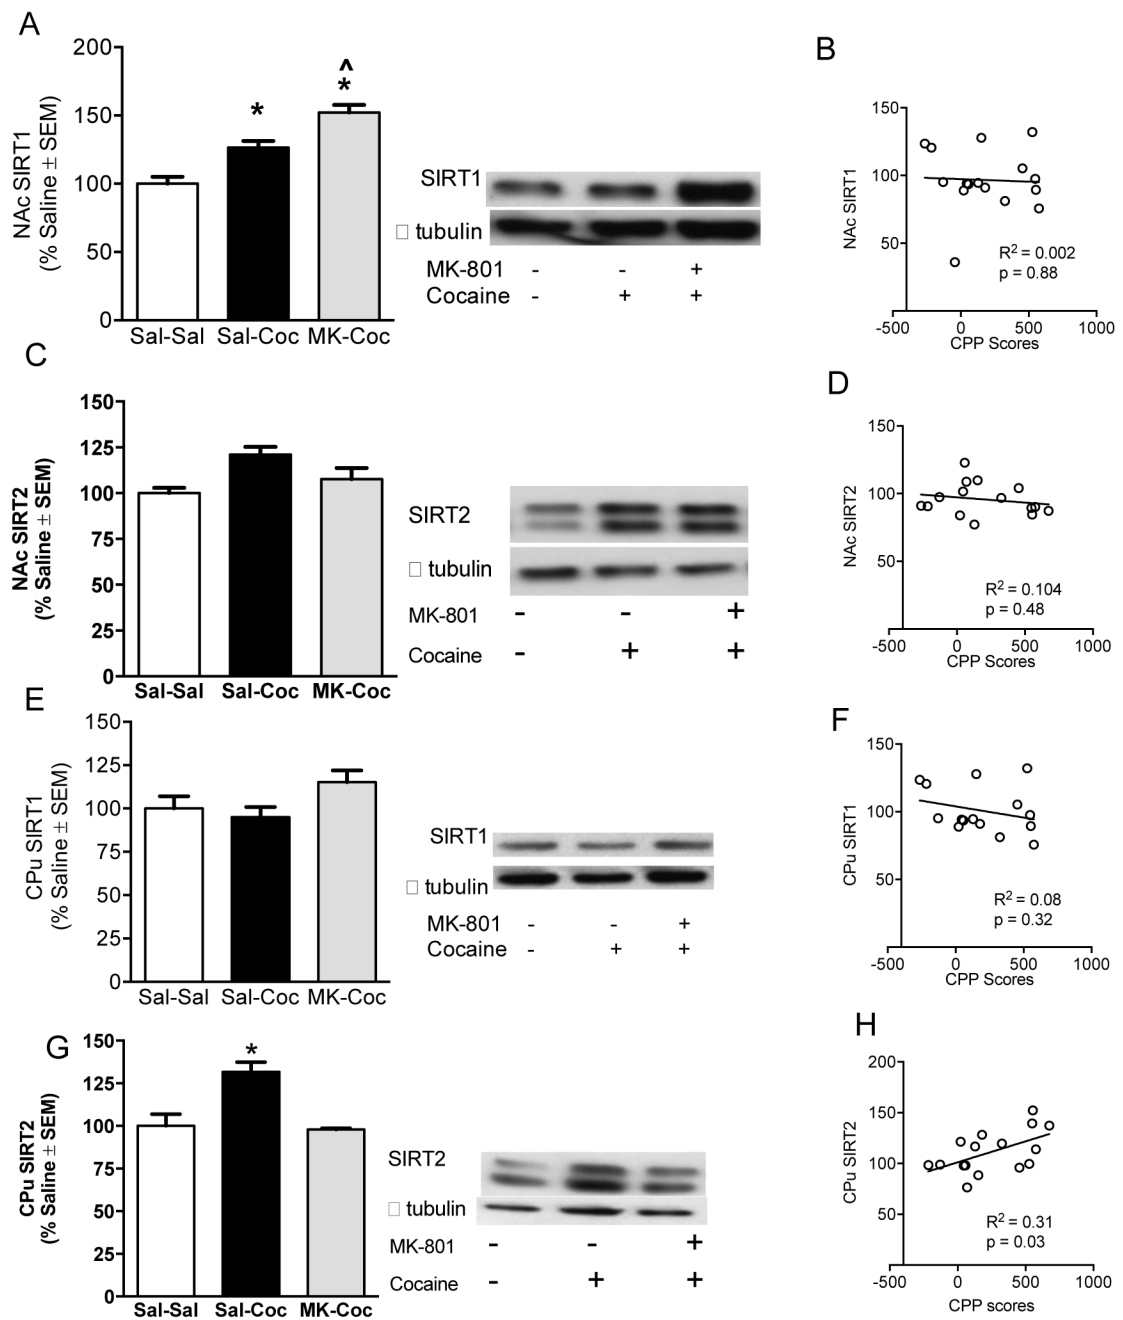 A
NAc SIRT1
(% Saline ± SEM)
200
150
100
50
0
*
^
*
Sal-Sal Sal-Coc MK-Coc
SIRT1
□ tubulin
MK-801 - - +
Cocaine - + +
B
NAc SIRT1
150
100
50
R² = 0.002
p = 0.88
-500 0 500 1000
CPP Scores
C
NAc SIRT2
(% Saline ± SEM)
150
125
100
75
50
25
0
Sal-Sal Sal-Coc MK-Coc
SIRT2
□ tubulin
MK-801 - - +
Cocaine - + +
D
NAc SIRT2
150
100
50
R² = 0.104
p = 0.48
-500 0 500 1000
CPP Scores
E
CPu SIRT1
(% Saline ± SEM)
150
125
100
75
50
25
0
Sal-Sal Sal-Coc MK-Coc
SIRT1
□ tubulin
MK-801 - - +
Cocaine - + +
F
CPu SIRT1
150
100
50
R² = 0.08
p = 0.32
-500 0 500 1000
CPP Scores
G
CPu SIRT2
(% Saline ± SEM)
150
125
100
75
50
25
0
*
Sal-Sal Sal-Coc MK-Coc
SIRT2
□ tubulin
MK-801 - - +
Cocaine - + +
H
CPu SIRT2
200
150
100
50
R² = 0.31
p = 0.03
-500 0 500 1000
CPP scores